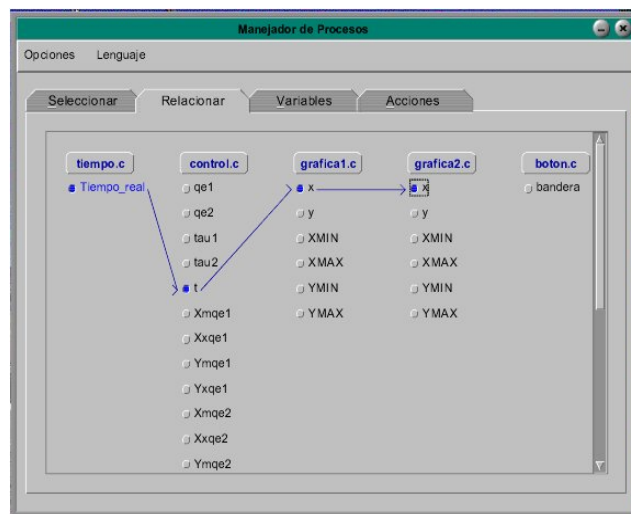 Manejador de Procesos
Opciones Lenguaje
Seleccionar Relacionar Variables Acciones
tiempo.c control.c grafica1.c grafica2.c boton.c
Tiempo_real qe1 x x bandera
qe2 y y
tau1 XMIN XMIN
tau2 XMAX XMAX
t YMIN YMIN
Xmqe1 YMAX YMAX
Xxqe1
Ymqe1
Yxqe1
Xmqe2
Xxqe2
Ymqe2